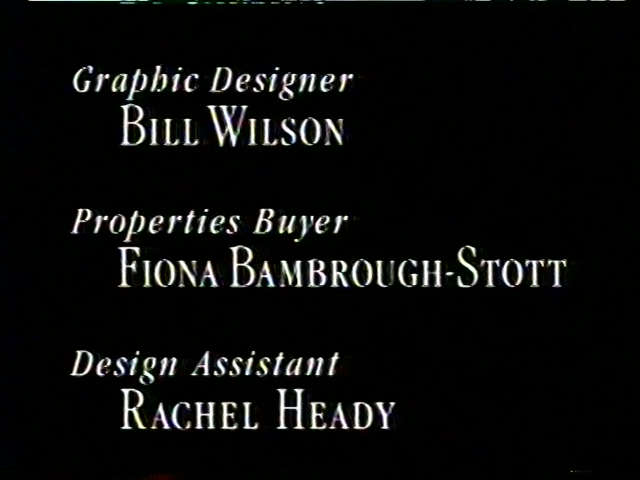 Graphic Designer
BILL WILSON
Properties Buyer
FIONA BAMBROUGH-STOTT
Design Assistant
RACHEL HEADY